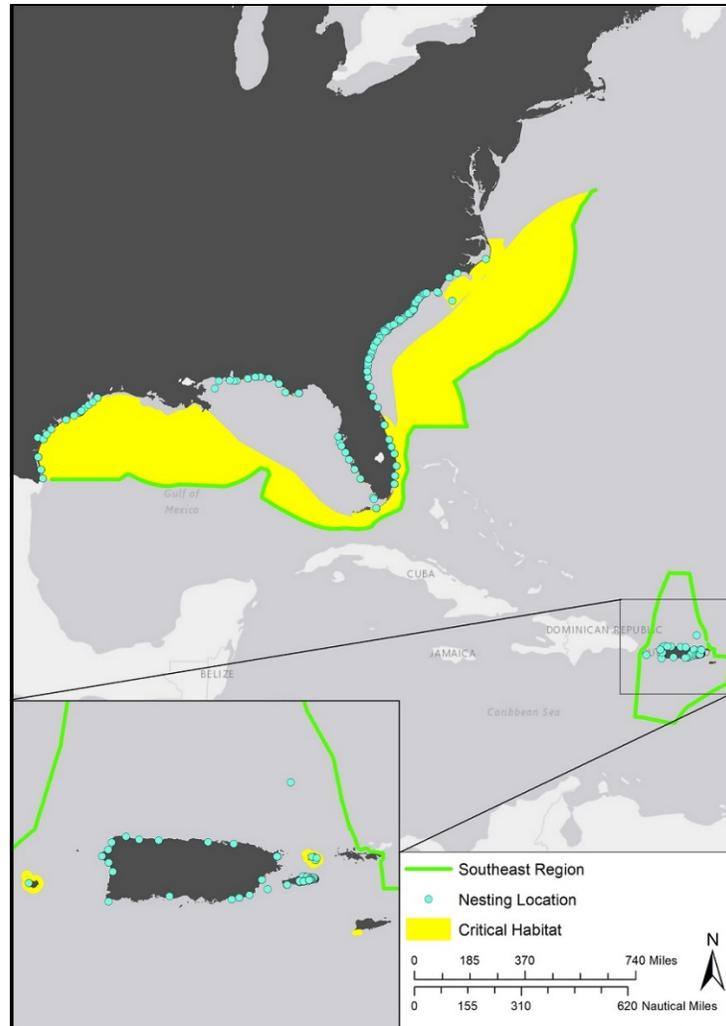 Gulf of
Mexico
CUBA
DOMINICAN REPUBLIC
JAMAICA
BELIZE
Caribbean Sea
Southeast Region
Nesting Location
Critical Habitat
N
0 185 370 740 Miles
0 155 310 620 Nautical Miles